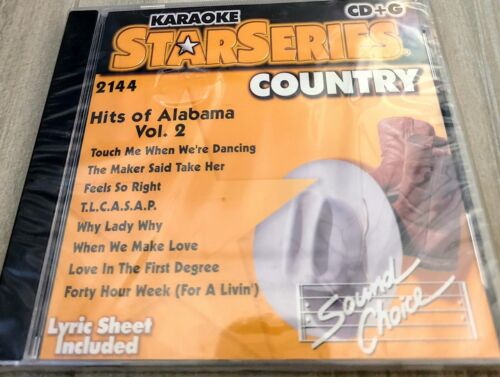 KARAOKE
CD+G
STARSERIES
COUNTRY
2144
Hits of Alabama
Vol. 2
Touch Me When We're Dancing
The Maker Said Take Her
Feels So Right
T.L.C.A.S.A.P.
Why Lady Why
When We Make Love
Love In The First Degree
Forty Hour Week (For A Livin')
Lyric Sheet
Included
Sound
Choice